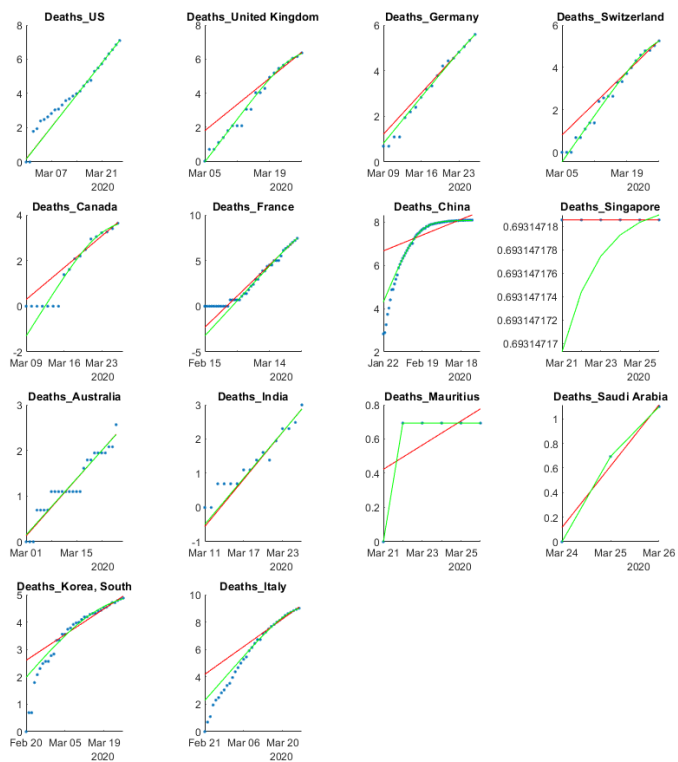 Deaths_US
8
6
4
2
0
Mar 07
Mar 21
2020
Deaths_United Kingdom
8
6
4
2
0
Mar 05
Mar 19
2020
Deaths_Germany
6
4
2
0
Mar 09
Mar 16
Mar 23
2020
Deaths_Switzerland
6
4
2
0
Mar 05
Mar 19
2020
Deaths_Canada
4
2
0
-2
Mar 09
Mar 16
Mar 23
2020
Deaths_France
10
5
0
-5
Feb 15
Mar 14
2020
Deaths_China
8
6
4
2
Jan 22
Feb 19
Mar 18
2020
Deaths_Singapore
0.69314718
0.693147178
0.693147176
0.693147174
0.693147172
0.69314717
Mar 21
Mar 23
Mar 25
2020
Deaths_Australia
3
2
1
0
Mar 01
Mar 15
2020
Deaths_India
3
2
1
0
-1
Mar 11
Mar 17
Mar 23
2020
Deaths_Mauritius
0.8
0.6
0.4
0.2
0
Mar 21
Mar 23
Mar 25
2020
Deaths_Saudi Arabia
1
0.8
0.6
0.4
0.2
0
Mar 24
Mar 25
Mar 26
2020
Deaths_Korea, South
5
4
3
2
1
0
Feb 20
Mar 05
Mar 19
2020
Deaths_Italy
10
8
6
4
2
0
Feb 21
Mar 06
Mar 20
2020